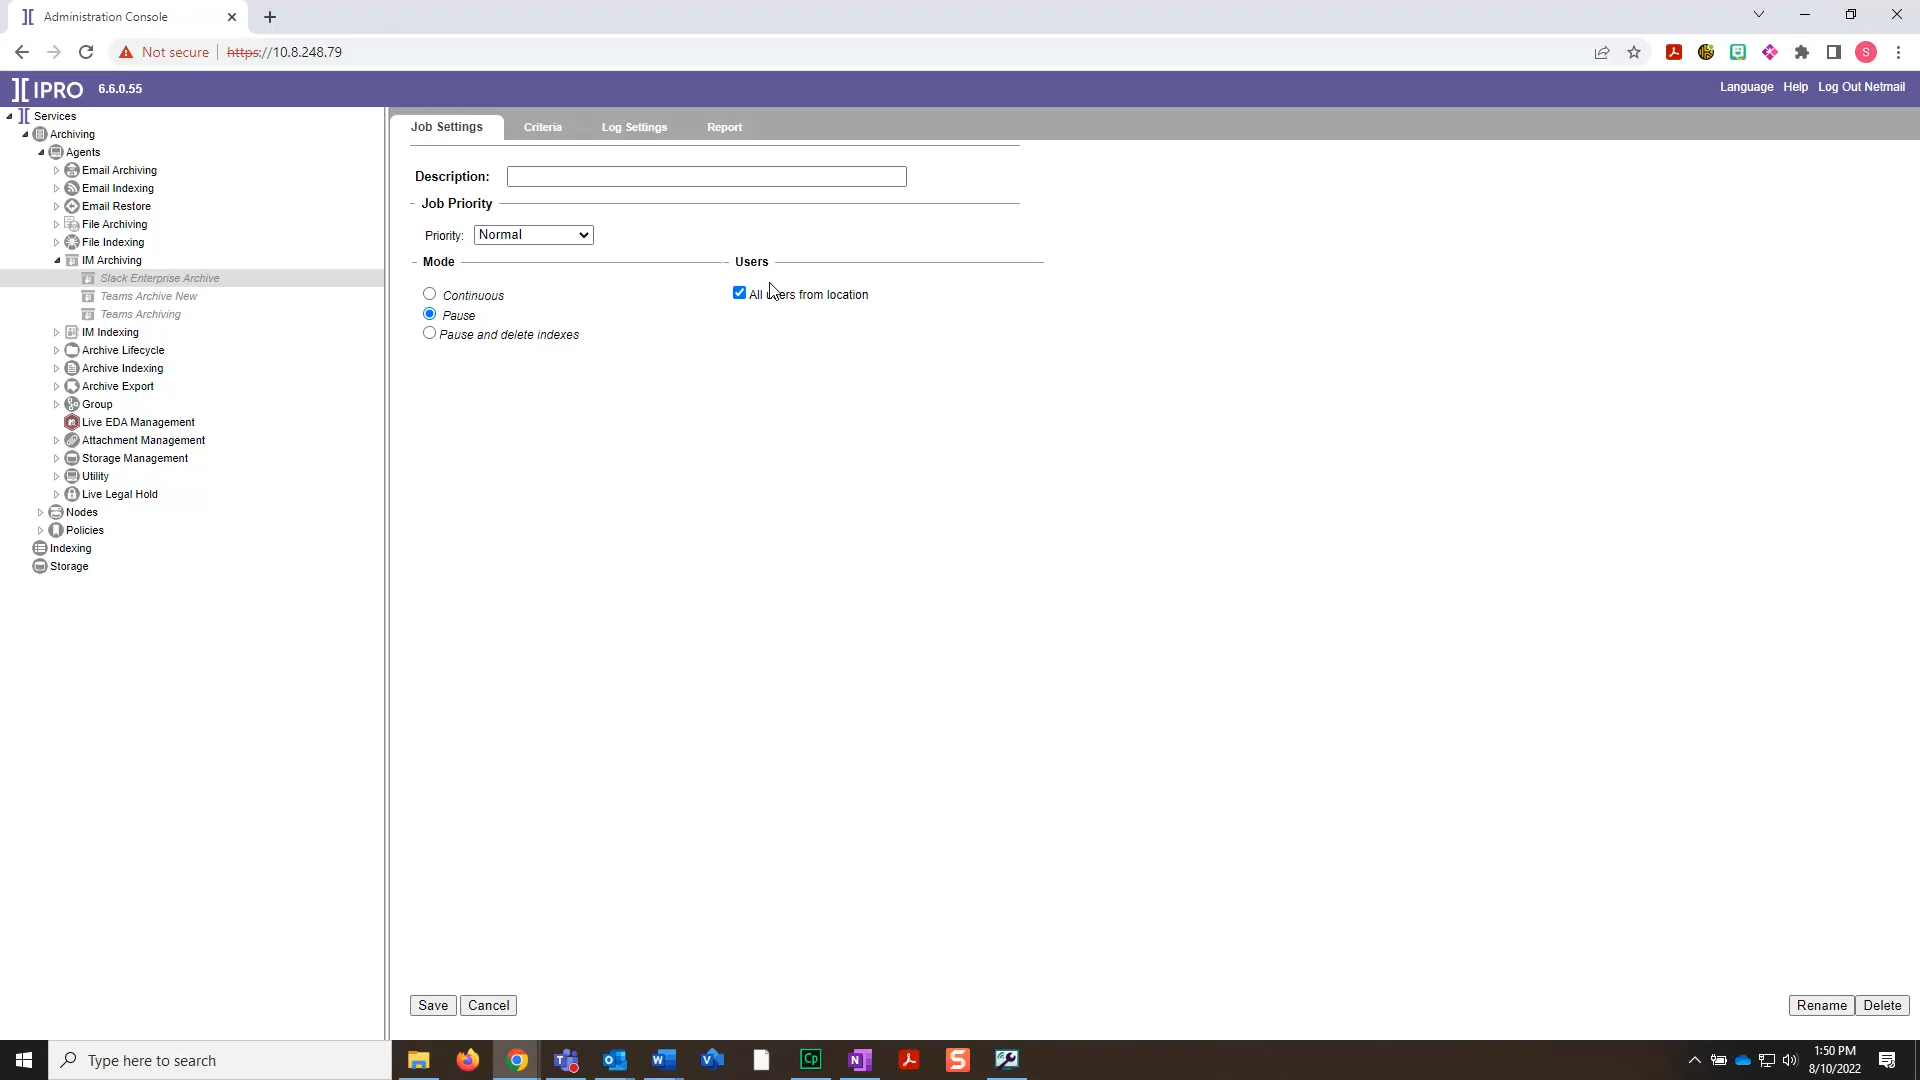 Administration Console
Not secure
https://10.8.248.79
S
IPRO 6.6.0.55
Language Help Log Out Netmail
Services
Archiving
Agents
Email Archiving
Email Indexing
Email Restore
File Archiving
File Indexing
IM Archiving
Slack Enterprise Archive
Teams Archive New
Teams Archiving
IM Indexing
Archive Lifecycle
Archive Indexing
Archive Export
Group
Live EDA Management
Attachment Management
Storage Management
Utility
Live Legal Hold
Nodes
Policies
Indexing
Storage
Job Settings Criteria Log Settings Report
Description:
Job Priority
Priority: Normal
Mode
Continuous
Pause
Pause and delete indexes
Users
All users from location
Save Cancel
Rename Delete
Type here to search
Cp
S
1:50 PM
8/10/2022